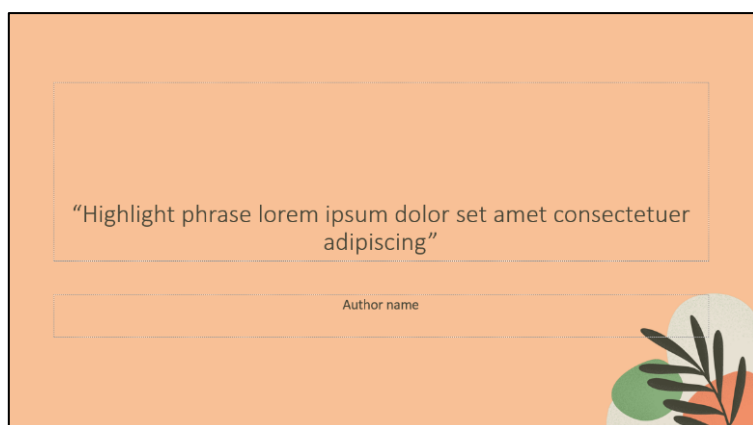 “Highlight phrase lorem ipsum dolor set amet consectetuer
adipiscing”
Author name